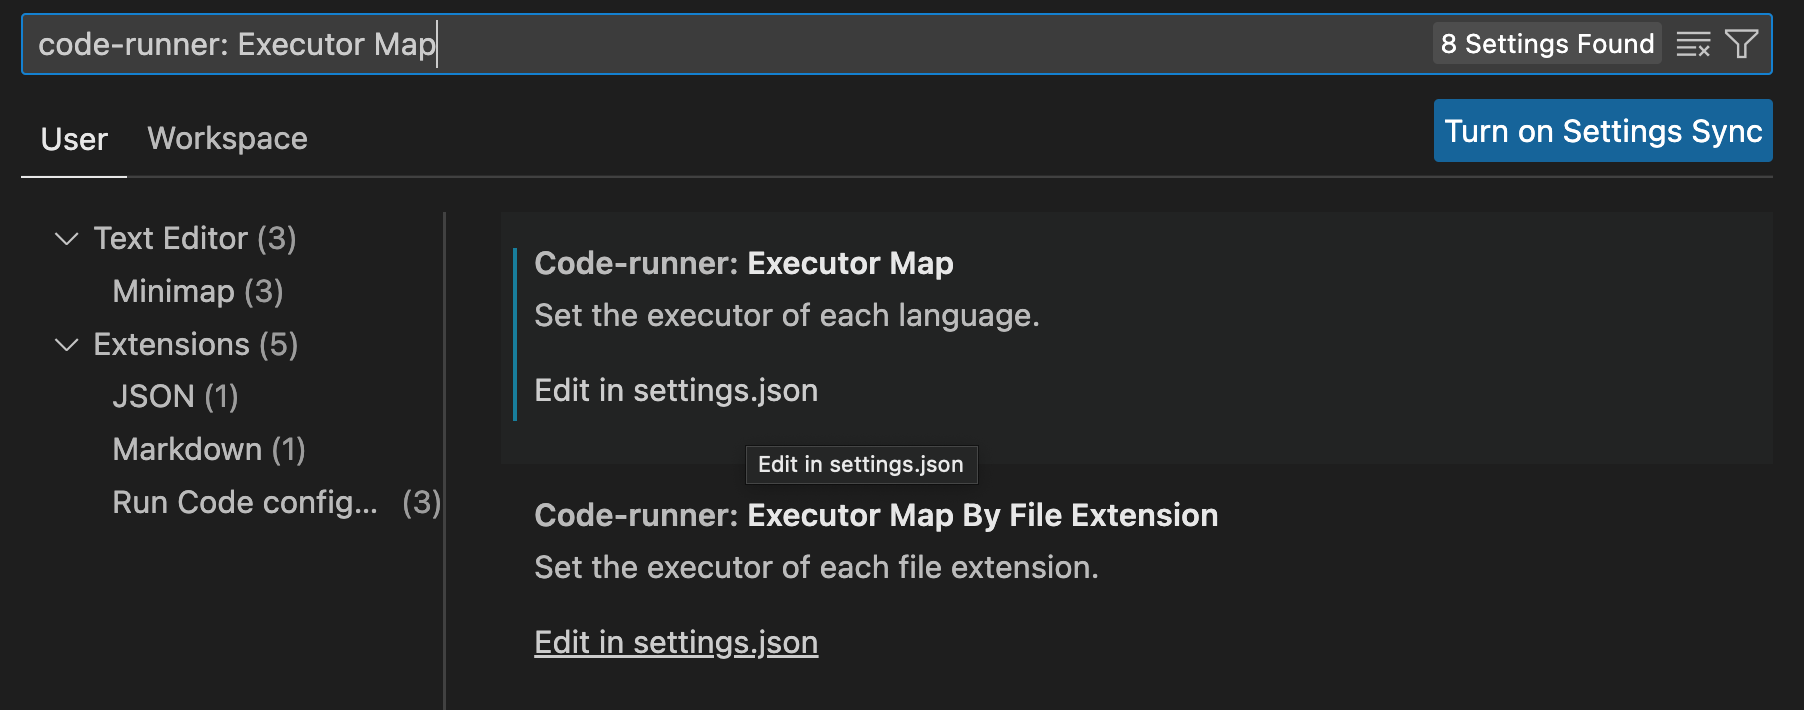 code-runner: Executor Map
8 Settings Found
User
Workspace
Turn on Settings Sync
Text Editor (3)
Minimap (3)
Extensions (5)
JSON (1)
Markdown (1)
Run Code config... (3)
Code-runner: Executor Map
Set the executor of each language.
Edit in settings.json
Edit in settings.json
Code-runner: Executor Map By File Extension
Set the executor of each file extension.
Edit in settings.json